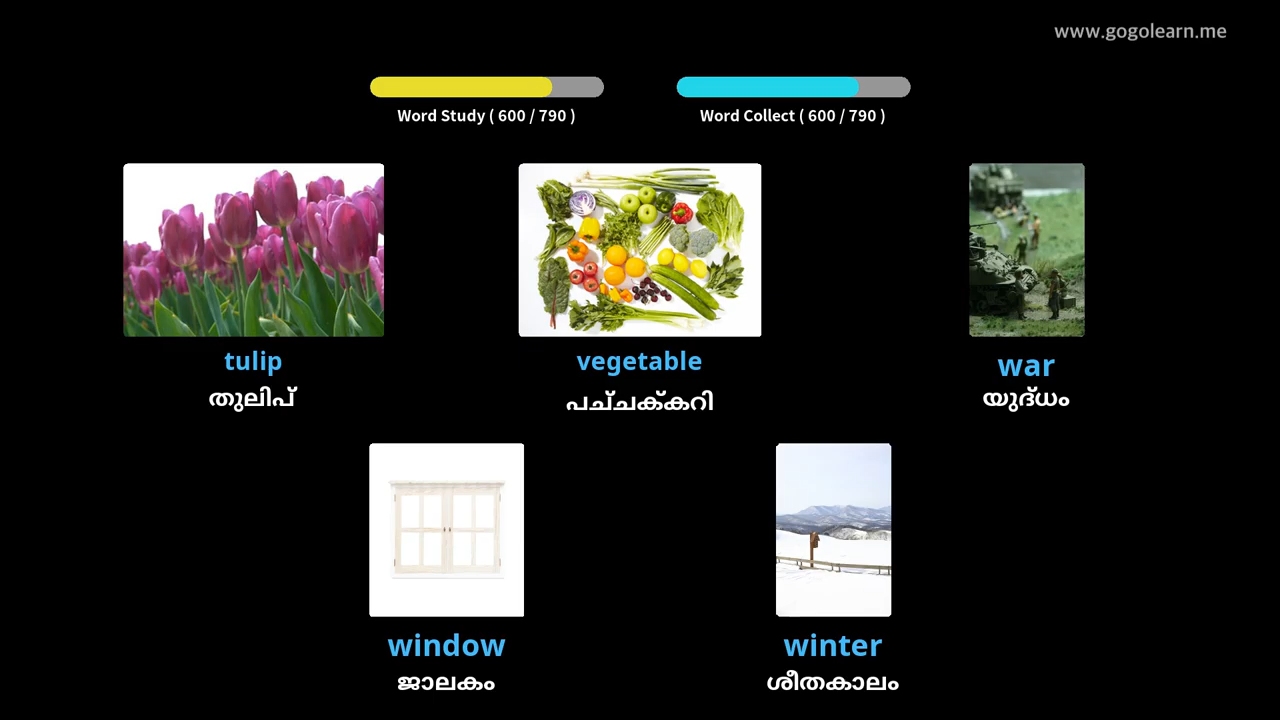 www.gogolearn.me
Word Study ( 600 / 790 )
Word Collect ( 600 / 790 )
tulip
തുലിപ്
vegetable
പച്ചക്കറി
war
യുദ്ധം
window
ജാലകം
winter
ശീതകാലം